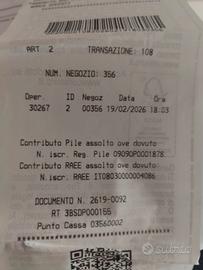 ART 2 TRANSAZIONE: 108
NUM. NEGOZIO: 356
Oper. ID Negoz Data Ora
30267 2 00356 19/02/2026 18:03
Contributo Pile assolto ove dovuto
N. iscr. Reg. Pile 09090P0001878.
Contributo RAEE assolto ove dovuto
N. iscr. RAEE IT08030000004086
DOCUMENTO N. 2619-0092
RT 3BSDP000155
Punto Cassa 03560002
Subito